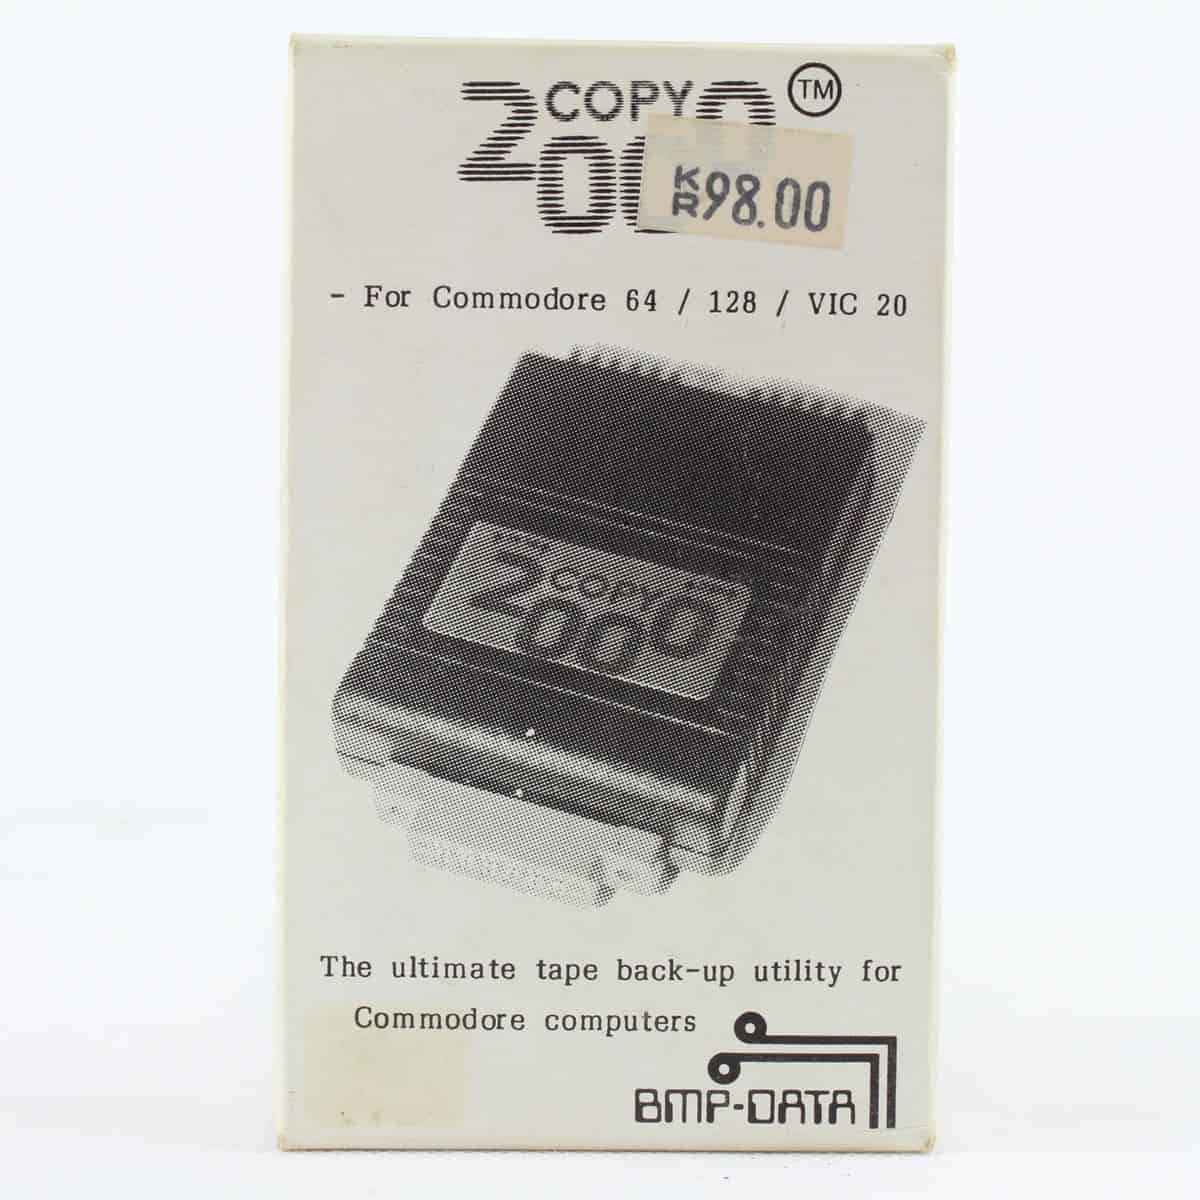 COPY
2000
TM
KR98.00
- For Commodore 64 / 128 / VIC 20
COPY
2000
The ultimate tape back-up utility for
Commodore computers
BMP-DATA